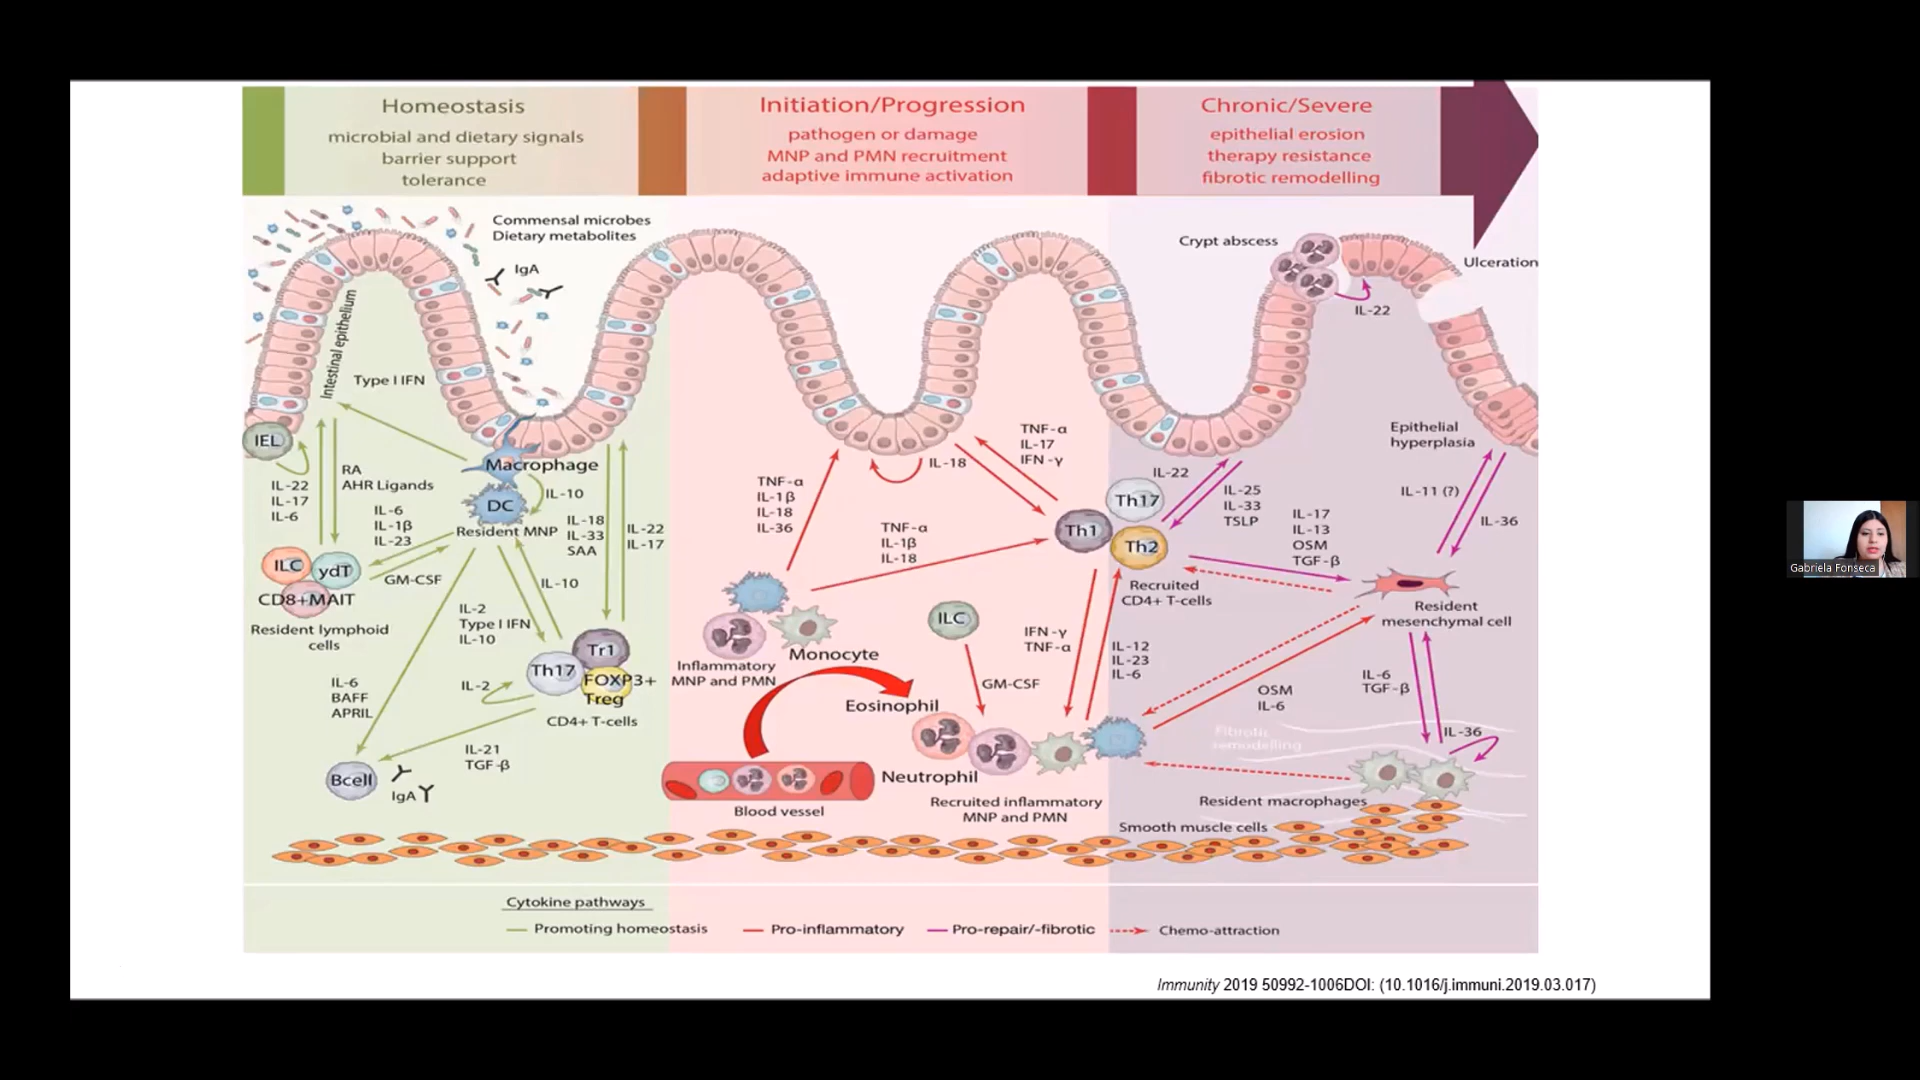 Homeostasis
microbial and dietary signals
barrier support
tolerance
Initiation/Progression
pathogen or damage
MNP and PMN recruitment
adaptive immune activation
Chronic/Severe
epithelial erosion
therapy resistance
fibrotic remodelling
Commensal microbes
Dietary metabolites
IgA
Intestinal epithelium
Type I IFN
IEL
IL-22
IL-17
IL-6
RA
AHR Ligands
IL-6
IL-1β
IL-23
Macrophage
DC
Resident MNP
IL-10
IL-18
IL-33
SAA
IL-22
IL-17
ILC
γdT
CD8+MAIT
Resident lymphoid
cells
GM-CSF
IL-10
IL-2
Type I IFN
IL-10
Tr1
Th17
FOXP3+
Treg
CD4+ T-cells
IL-2
IL-6
BAFF
APRIL
IL-21
TGF-β
Bcell
IgA
TNF-α
IL-1β
IL-18
IL-36
IL-18
TNF-α
IL-17
IFN-γ
TNF-α
IL-1β
IL-18
Inflammatory
MNP and PMN
Monocyte
Blood vessel
ILC
GM-CSF
Eosinophil
Neutrophil
Recruited inflammatory
MNP and PMN
IFN-γ
TNF-α
IL-12
IL-23
IL-6
Th1
Th17
Th2
Recruited
CD4+ T-cells
IL-22
IL-25
IL-33
TSLP
Crypt abscess
IL-22
Ulceration
Epithelial
hyperplasia
IL-11 (?)
IL-36
IL-17
IL-13
OSM
TGF-β
Resident
mesenchymal cell
OSM
IL-6
IL-6
TGF-β
IL-36
Fibrotic
remodelling
Resident macrophages
Smooth muscle cells
Cytokine pathways
Promoting homeostasis
Pro-inflammatory
Pro-repair/-fibrotic
Chemo-attraction
Immunity 2019 50992-1006DOI: (10.1016/j.immuni.2019.03.017)
Gabriela Fonseca